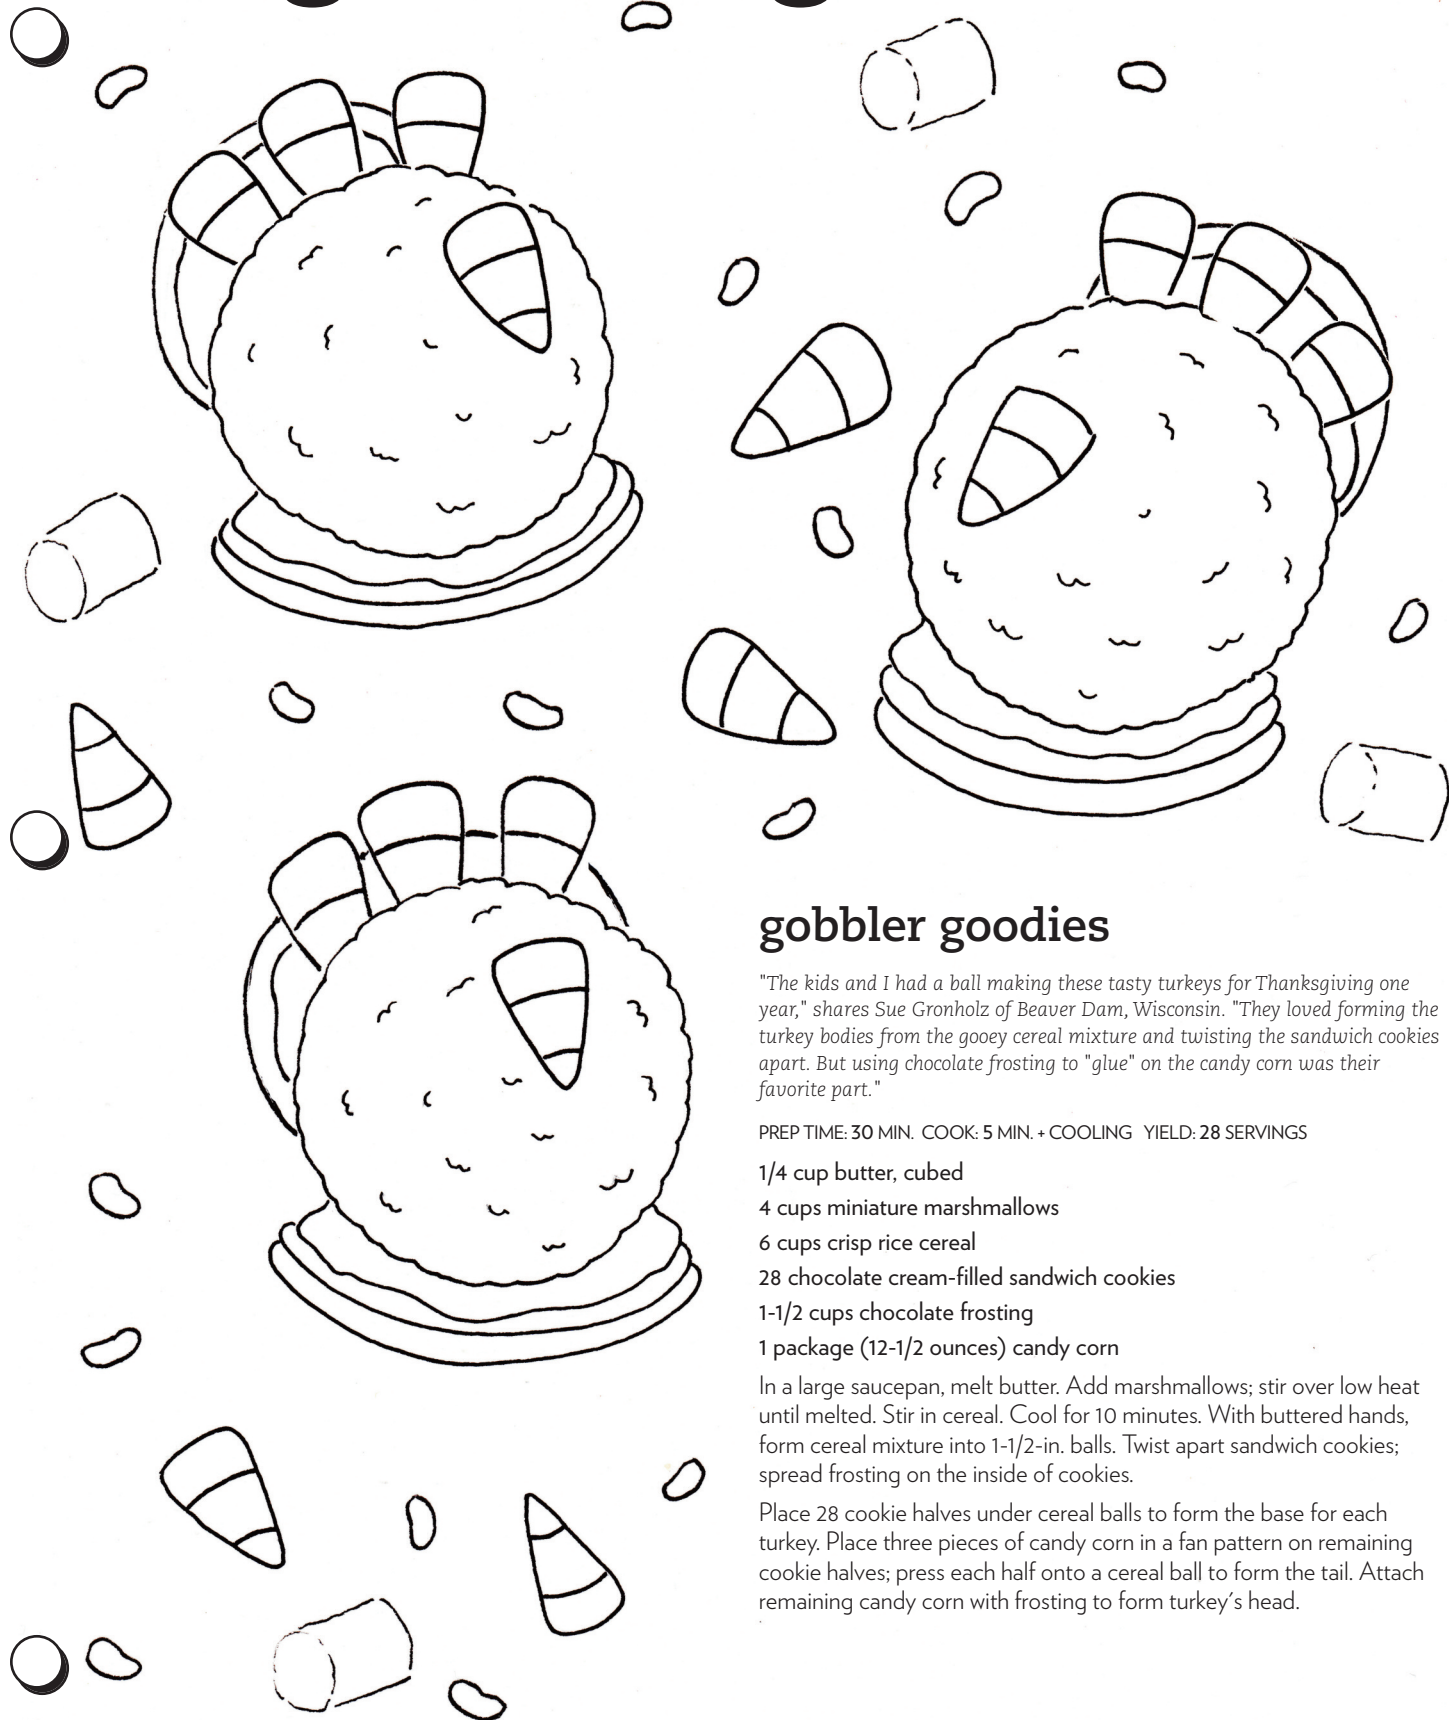 gobbler goodies
"The kids and I had a ball making these tasty turkeys for Thanksgiving one
year," shares Sue Gronholz of Beaver Dam, Wisconsin. "They loved forming the
turkey bodies from the gooey cereal mixture and twisting the sandwich cookies
apart. But using chocolate frosting to "glue" on the candy corn was their
favorite part."
PREP TIME: 30 MIN. COOK: 5 MIN. + COOLING YIELD: 28 SERVINGS
1/4 cup butter, cubed
4 cups miniature marshmallows
6 cups crisp rice cereal
28 chocolate cream-filled sandwich cookies
1-1/2 cups chocolate frosting
1 package (12-1/2 ounces) candy corn
In a large saucepan, melt butter. Add marshmallows; stir over low heat
until melted. Stir in cereal. Cool for 10 minutes. With buttered hands,
form cereal mixture into 1-1/2-in. balls. Twist apart sandwich cookies;
spread frosting on the inside of cookies.
Place 28 cookie halves under cereal balls to form the base for each
turkey. Place three pieces of candy corn in a fan pattern on remaining
cookie halves; press each half onto a cereal ball to form the tail. Attach
remaining candy corn with frosting to form turkey's head.